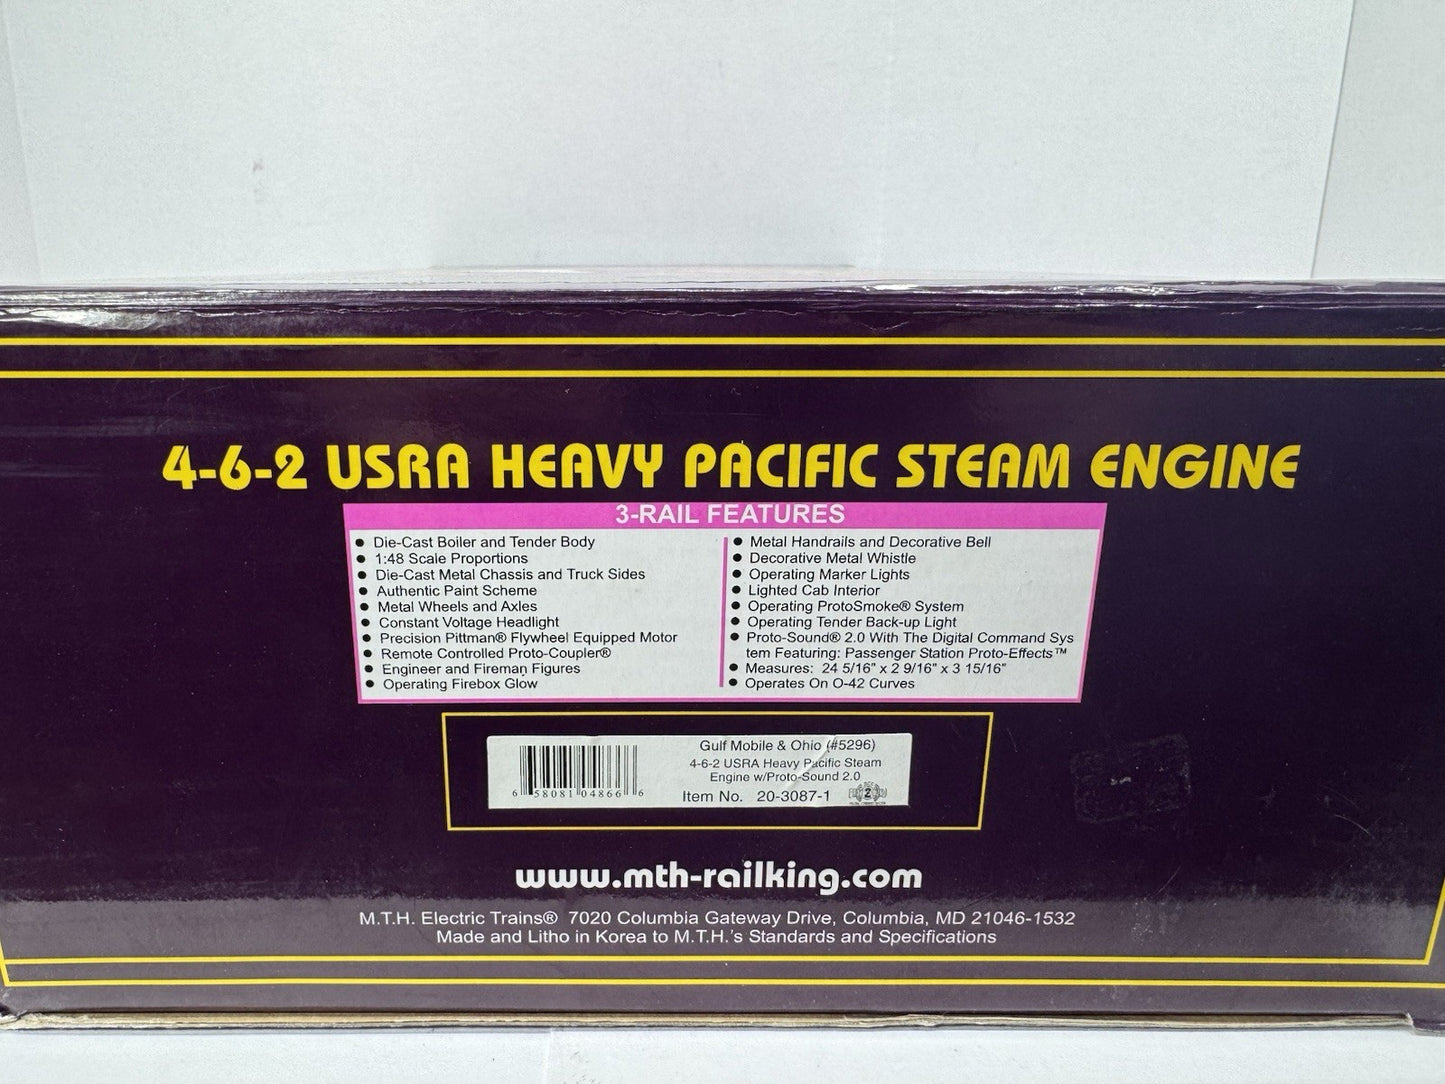 4-6-2 USRA HEAVY PACIFIC STEAM ENGINE
3-RAIL FEATURES
● Die-Cast Boiler and Tender Body
● 1:48 Scale Proportions
● Die-Cast Metal Chassis and Truck Sides
● Authentic Paint Scheme
● Metal Wheels and Axles
● Constant Voltage Headlight
● Precision Pittman® Flywheel Equipped Motor
● Remote Controlled Proto-Coupler®
● Engineer and Fireman Figures
● Operating Firebox Glow
● Metal Handrails and Decorative Bell
● Decorative Metal Whistle
● Operating Marker Lights
● Lighted Cab Interior
● Operating ProtoSmoke® System
● Operating Tender Back-up Light
● Proto-Sound® 2.0 With The Digital Command Sys
tem Featuring: Passenger Station Proto-Effects™
● Measures: 24 5/16" x 2 9/16" x 3 15/16"
● Operates On O-42 Curves
Gulf Mobile & Ohio (#5296)
4-6-2 USRA Heavy Pacific Steam
Engine w/Proto-Sound 2.0
Item No. 20-3087-1
2
6 58081 04866 6
www.mth-railking.com
M.T.H. Electric Trains® 7020 Columbia Gateway Drive, Columbia, MD 21046-1532
Made and Litho in Korea to M.T.H.'s Standards and Specifications